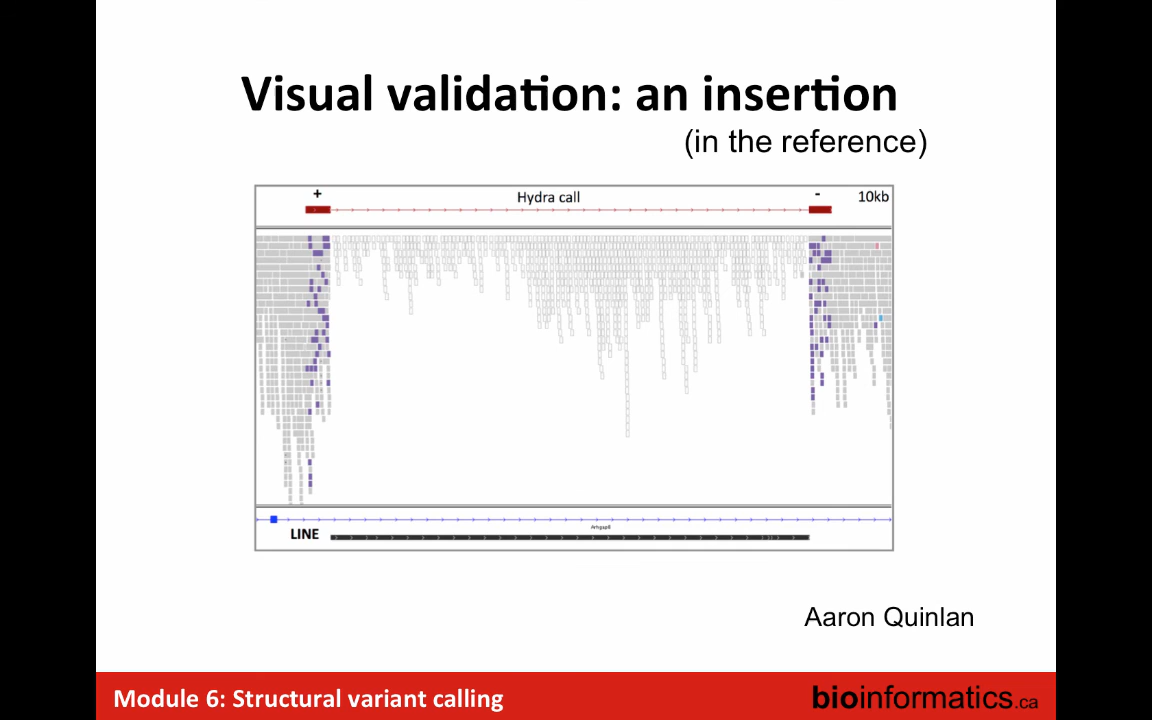 Visual validation: an insertion
(in the reference)
+ Hydra call - 10kb
LINE
Aaron Quinlan
Module 6: Structural variant calling
bioinformatics.ca